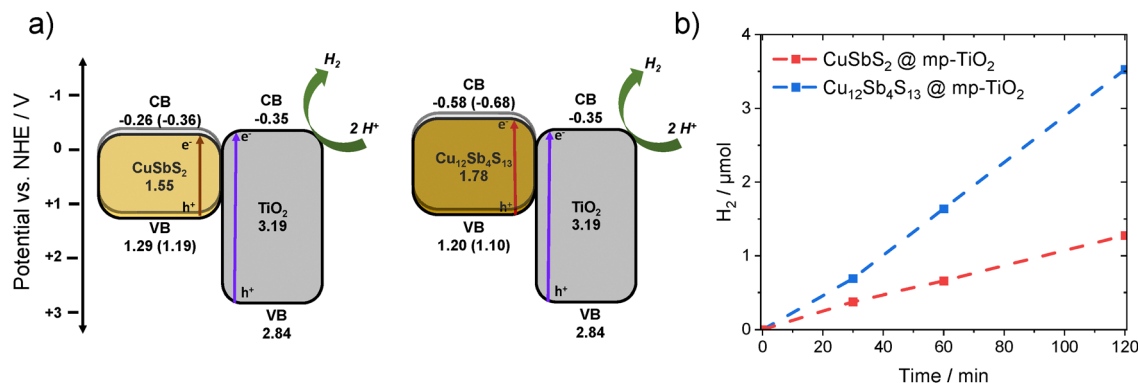 a)
Potential vs. NHE / V
-1
0
+1
+2
+3
CB
-0.26 (-0.36)
e-
CuSbS2
1.55
h+
VB
1.29 (1.19)
CB
-0.35
e-
TiO2
3.19
h+
VB
2.84
H2
2 H+
CB
-0.58 (-0.68)
e-
Cu12Sb4S13
1.78
h+
VB
1.20 (1.10)
CB
-0.35
e-
TiO2
3.19
h+
VB
2.84
H2
2 H+
b)
H2 / µmol
4
3
2
1
0
CuSbS2 @ mp-TiO2
Cu12Sb4S13 @ mp-TiO2
0 20 40 60 80 100 120
Time / min